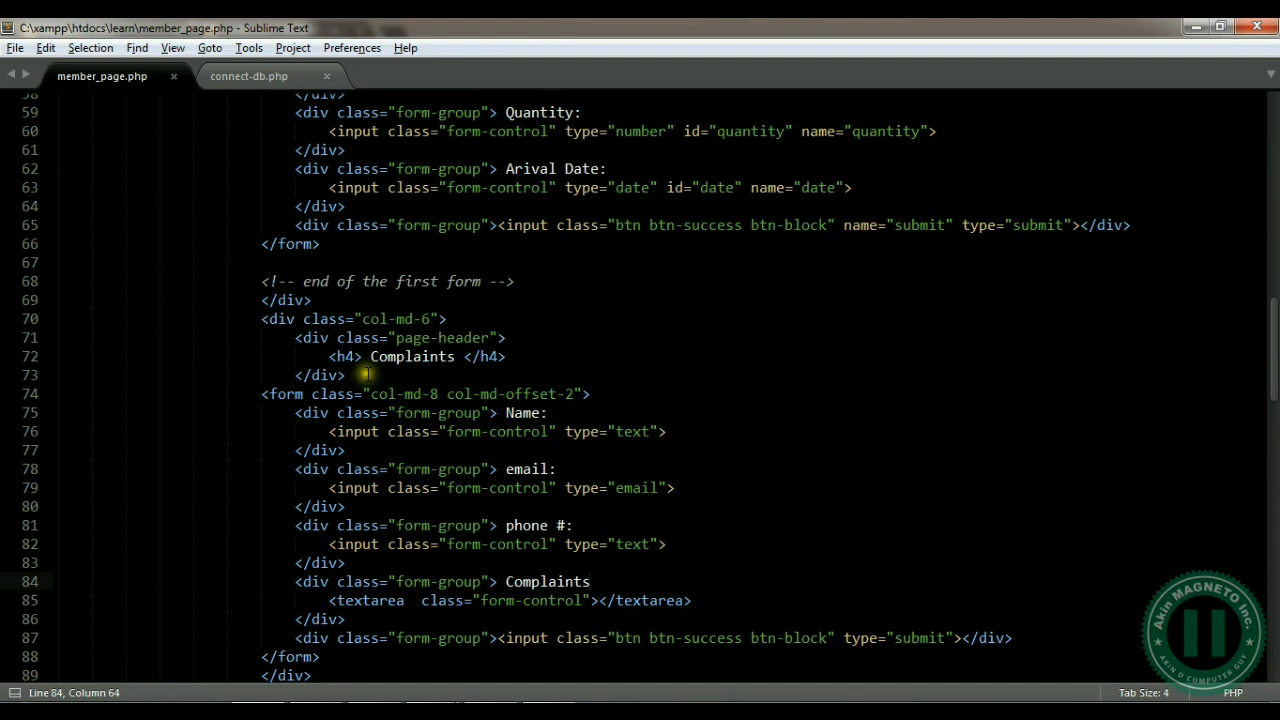 C:\xampp\htdocs\learn\member_page.php - Sublime Text
File Edit Selection Find View Goto Tools Project Preferences Help
member_page.php × connect-db.php ×
58 </div>
59 <div class="form-group"> Quantity:
60 <input class="form-control" type="number" id="quantity" name="quantity">
61 </div>
62 <div class="form-group"> Arival Date:
63 <input class="form-control" type="date" id="date" name="date">
64 </div>
65 <div class="form-group"><input class="btn btn-success btn-block" name="submit" type="submit"></div>
66 </form>
67
68 <!-- end of the first form -->
69 </div>
70 <div class="col-md-6">
71 <div class="page-header">
72 <h4> Complaints </h4>
73 </div>
74 <form class="col-md-8 col-md-offset-2">
75 <div class="form-group"> Name:
76 <input class="form-control" type="text">
77 </div>
78 <div class="form-group"> email:
79 <input class="form-control" type="email">
80 </div>
81 <div class="form-group"> phone #:
82 <input class="form-control" type="text">
83 </div>
84 <div class="form-group"> Complaints
85 <textarea  class="form-control"></textarea>
86 </div>
87 <div class="form-group"><input class="btn btn-success btn-block" type="submit"></div>
88 </form>
89 </div>
Akin MAGNETO Inc.
AKIN D COMPUTER GUY
Line 84, Column 64 Tab Size: 4 PHP